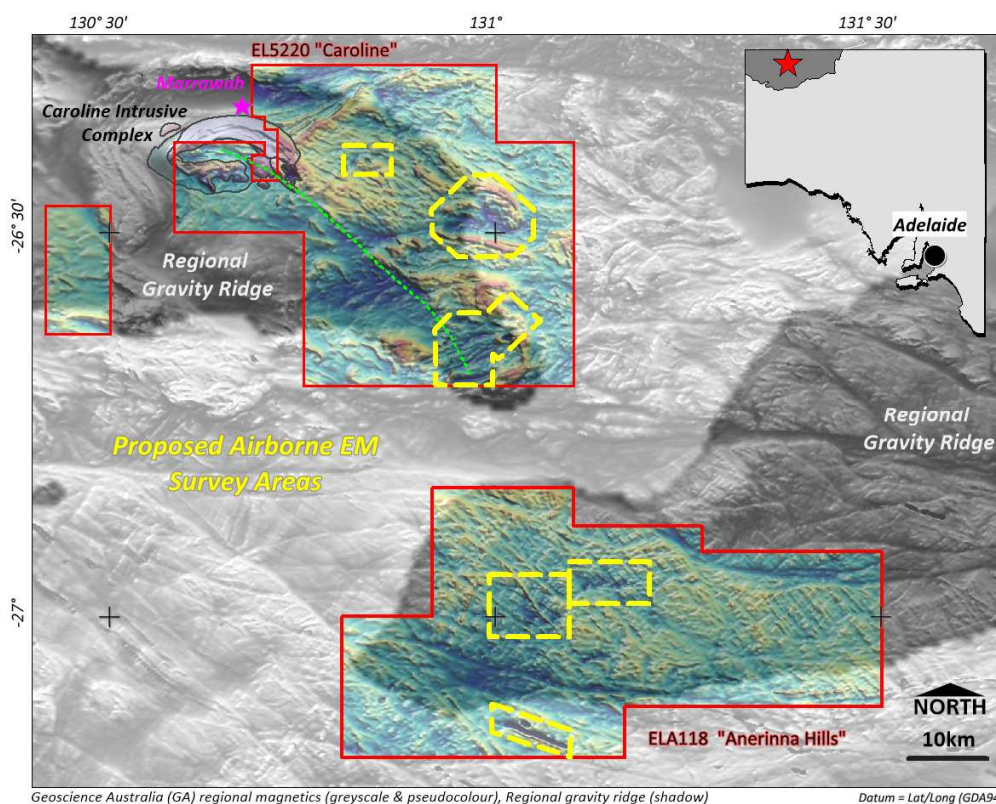 130° 30'
131°
131° 30'
EL5220 "Caroline"
Marrawah
Caroline Intrusive
Complex
-26° 30'
Adelaide
Regional
Gravity Ridge
Regional
Gravity Ridge
Proposed Airborne EM
Survey Areas
-27°
NORTH
10km
ELA118 "Anerinna Hills"
Geoscience Australia (GA) regional magnetics (greyscale & pseudocolour), Regional gravity ridge (shadow)
Datum = Lat/Long (GDA94